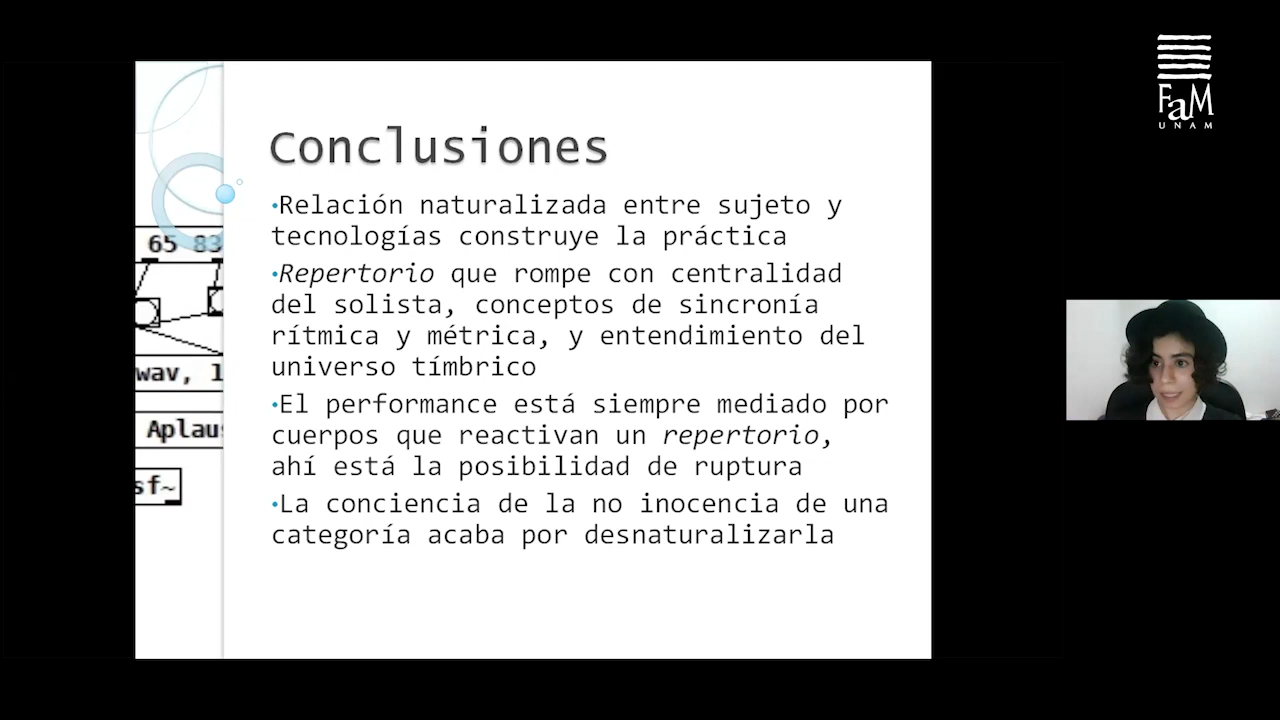 FaM
UNAM
Conclusiones
•Relación naturalizada entre sujeto y
tecnologías construye la práctica
•Repertorio que rompe con centralidad
del solista, conceptos de sincronía
rítmica y métrica, y entendimiento del
universo tímbrico
•El performance está siempre mediado por
cuerpos que reactivan un repertorio,
ahí está la posibilidad de ruptura
•La conciencia de la no inocencia de una
categoría acaba por desnaturalizarla
65 83
wav, 1
Aplau
sf~